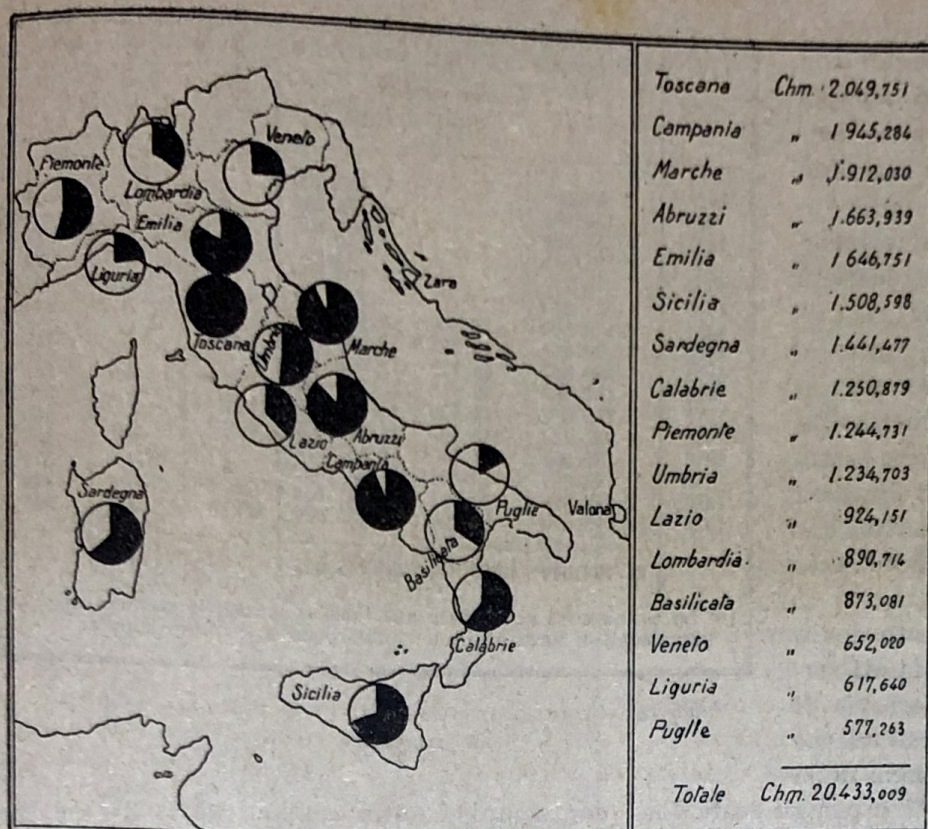 Veneto
Piemonte
Lombardia
Emilia
Liguria
Zara
Toscana
Umbria
Marche
Lazio
Abruzzi
Campania
Sardegna
Puglie
Valona
Basilicata
Calabrie
Sicilia
Toscana Chm. 2.049,751
Campania „ 1 945,284
Marche „ 1.912,030
Abruzzi „ 1.663,939
Emilia „ 1 646,751
Sicilia „ 1.508,598
Sardegna „ 1.441,477
Calabrie „ 1.250,879
Piemonte „ 1.244,731
Umbria „ 1.234,703
Lazio „ 924,151
Lombardia. „ 890,714
Basilicata „ 873,081
Veneto „ 652,020
Liguria „ 617,640
Puglie „ 577,263
Totale Chm. 20.433,009